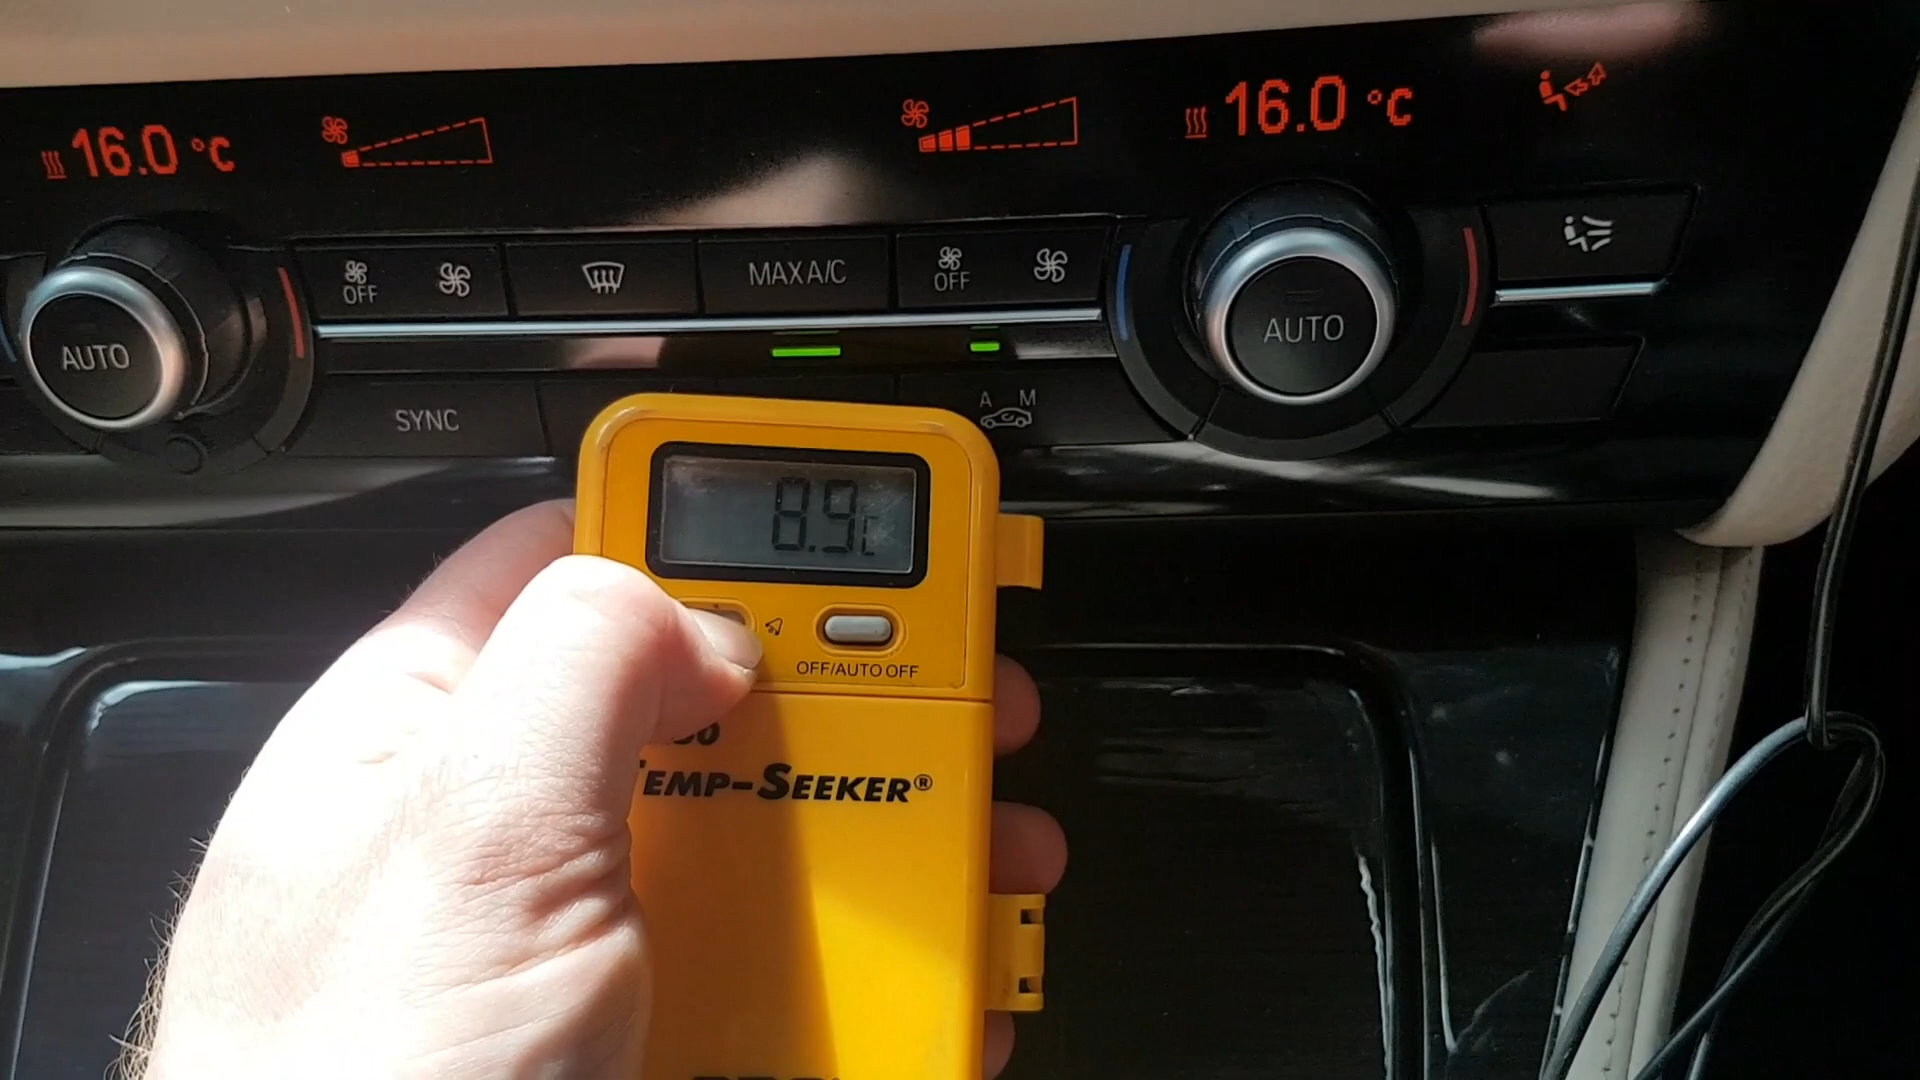 16.0 °C
16.0 °C
OFF
MAX A/C
OFF
AUTO
AUTO
SYNC
A M
8.9 C
OFF/AUTO OFF
TEMP-SEEKER®